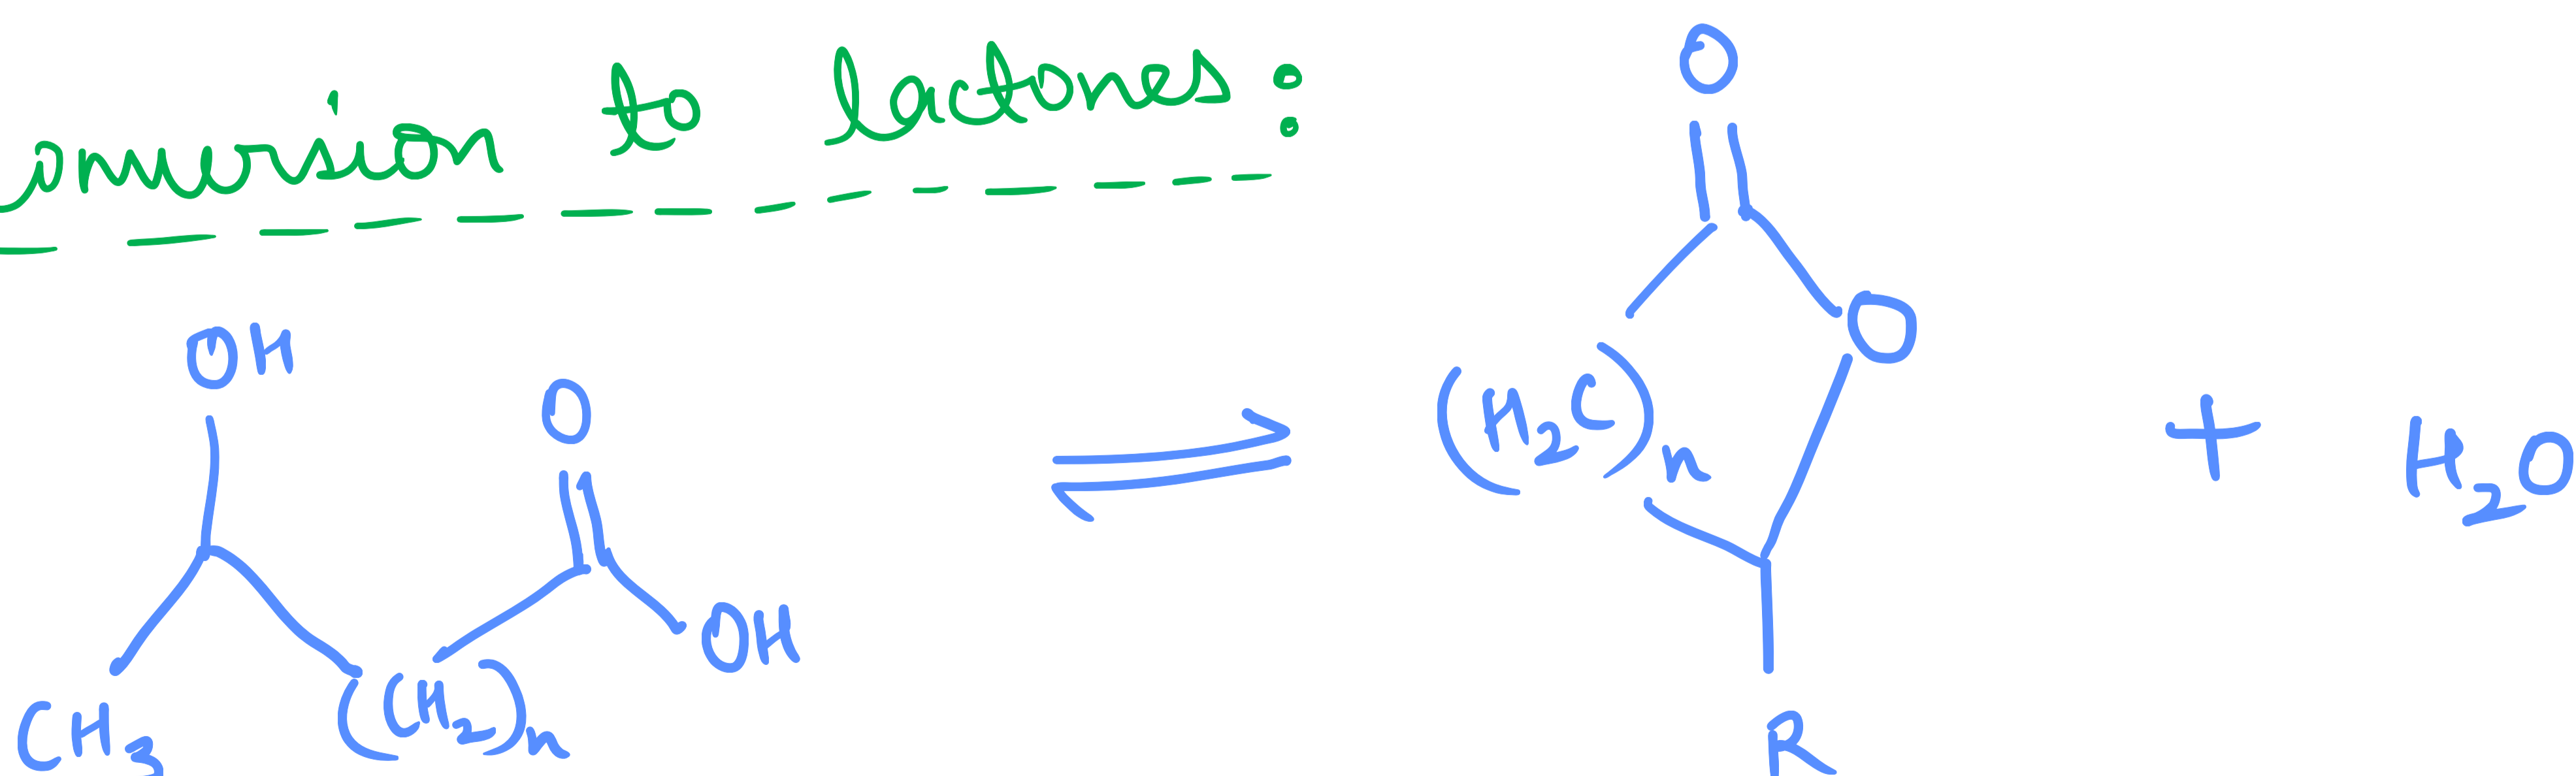 onversion to lactones:
O
OH
O
O
(H2C)n
+ H2O
OH
CH3
(CH2)n
R